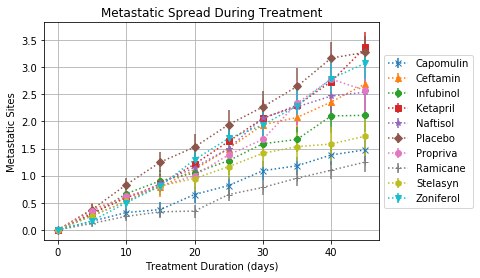 Metastatic Spread During Treatment
3.5
3.0
2.5
2.0
1.5
1.0
0.5
0.0
Metastatic Sites
0 10 20 30 40
Treatment Duration (days)
Capomulin
Ceftamin
Infubinol
Ketapril
Naftisol
Placebo
Propriva
Ramicane
Stelasyn
Zoniferol